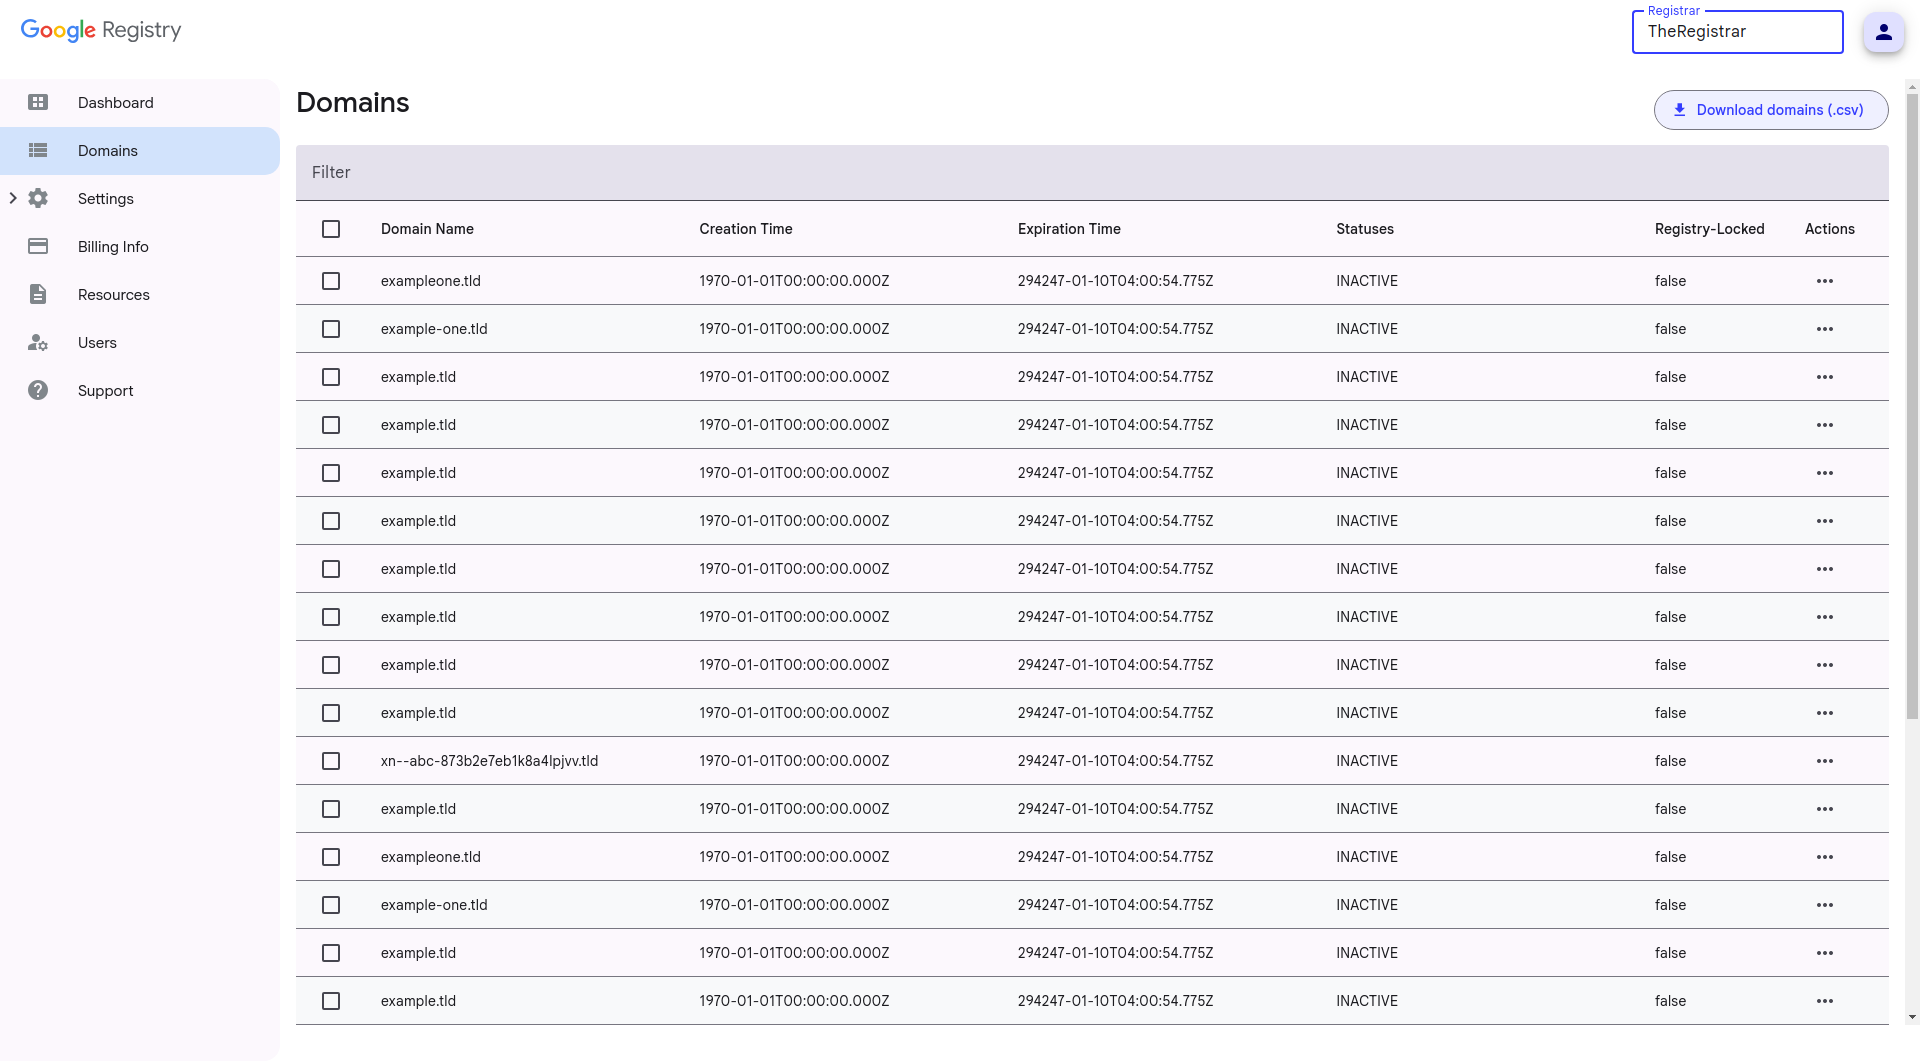 Google Registry
Registrar
TheRegistrar
Dashboard
Domains
Settings
Billing Info
Resources
Users
Support
Domains
Download domains (.csv)
Filter
Domain Name Creation Time Expiration Time Statuses Registry-Locked Actions
exampleone.tld 1970-01-01T00:00:00.000Z 294247-01-10T04:00:54.775Z INACTIVE false
example-one.tld 1970-01-01T00:00:00.000Z 294247-01-10T04:00:54.775Z INACTIVE false
example.tld 1970-01-01T00:00:00.000Z 294247-01-10T04:00:54.775Z INACTIVE false
example.tld 1970-01-01T00:00:00.000Z 294247-01-10T04:00:54.775Z INACTIVE false
example.tld 1970-01-01T00:00:00.000Z 294247-01-10T04:00:54.775Z INACTIVE false
example.tld 1970-01-01T00:00:00.000Z 294247-01-10T04:00:54.775Z INACTIVE false
example.tld 1970-01-01T00:00:00.000Z 294247-01-10T04:00:54.775Z INACTIVE false
example.tld 1970-01-01T00:00:00.000Z 294247-01-10T04:00:54.775Z INACTIVE false
example.tld 1970-01-01T00:00:00.000Z 294247-01-10T04:00:54.775Z INACTIVE false
example.tld 1970-01-01T00:00:00.000Z 294247-01-10T04:00:54.775Z INACTIVE false
xn--abc-873b2e7eb1k8a4lpjvv.tld 1970-01-01T00:00:00.000Z 294247-01-10T04:00:54.775Z INACTIVE false
example.tld 1970-01-01T00:00:00.000Z 294247-01-10T04:00:54.775Z INACTIVE false
exampleone.tld 1970-01-01T00:00:00.000Z 294247-01-10T04:00:54.775Z INACTIVE false
example-one.tld 1970-01-01T00:00:00.000Z 294247-01-10T04:00:54.775Z INACTIVE false
example.tld 1970-01-01T00:00:00.000Z 294247-01-10T04:00:54.775Z INACTIVE false
example.tld 1970-01-01T00:00:00.000Z 294247-01-10T04:00:54.775Z INACTIVE false